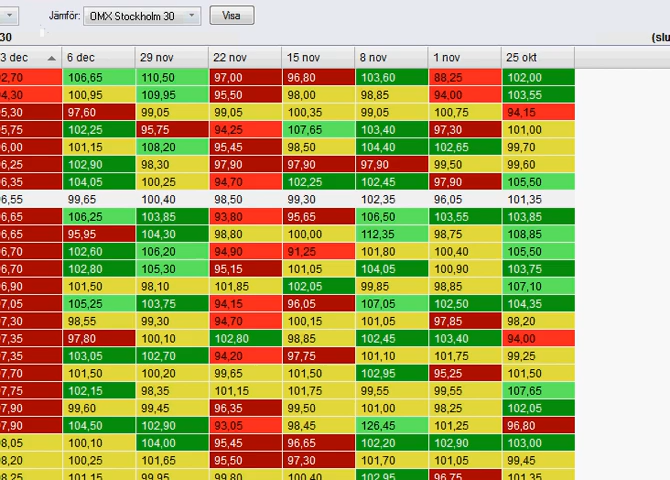 Jämför: OMX Stockholm 30 Visa
30 (slu
3 dec 6 dec 29 nov 22 nov 15 nov 8 nov 1 nov 25 okt
2,70 106,65 110,50 97,00 96,80 103,60 88,25 102,00
4,30 100,95 109,95 95,50 98,00 98,85 94,00 103,55
5,30 97,60 99,05 99,05 100,35 99,05 100,75 94,15
5,75 102,25 95,75 94,25 107,65 103,40 97,30 101,00
6,00 101,15 108,20 95,45 98,50 104,40 102,65 99,70
6,25 102,90 98,30 97,90 97,90 97,90 99,50 99,60
6,35 104,05 100,25 94,70 102,25 102,45 97,90 105,50
6,55 99,65 100,40 98,50 99,30 102,35 96,05 101,35
6,65 106,25 103,85 93,80 95,65 106,50 103,55 103,85
6,65 95,95 104,30 98,80 100,00 112,35 98,75 108,85
6,70 102,60 106,20 94,90 91,25 101,80 100,40 105,50
6,70 102,80 105,30 95,15 101,05 104,05 100,90 103,75
6,90 101,50 98,10 101,85 102,05 99,85 98,85 107,10
7,05 105,25 103,75 94,15 96,05 107,05 102,50 104,35
7,30 98,55 99,30 94,70 100,15 101,05 97,85 98,20
7,35 97,80 100,10 102,80 98,85 102,45 103,40 94,00
7,35 103,05 102,70 94,20 97,75 101,10 101,75 99,25
7,70 101,50 100,20 99,65 101,50 102,95 95,25 101,50
7,75 102,15 98,35 101,15 101,75 99,55 99,55 107,65
7,90 99,60 99,45 96,35 99,50 101,00 98,25 102,05
7,90 104,50 102,90 93,05 98,45 126,45 101,25 96,80
8,05 100,10 104,00 95,45 96,65 102,20 102,90 103,00
8,20 100,25 101,65 95,50 97,30 101,70 101,05 99,45
8,25 101,15 99,95 99,80 100,40 102,95 96,75 101,35